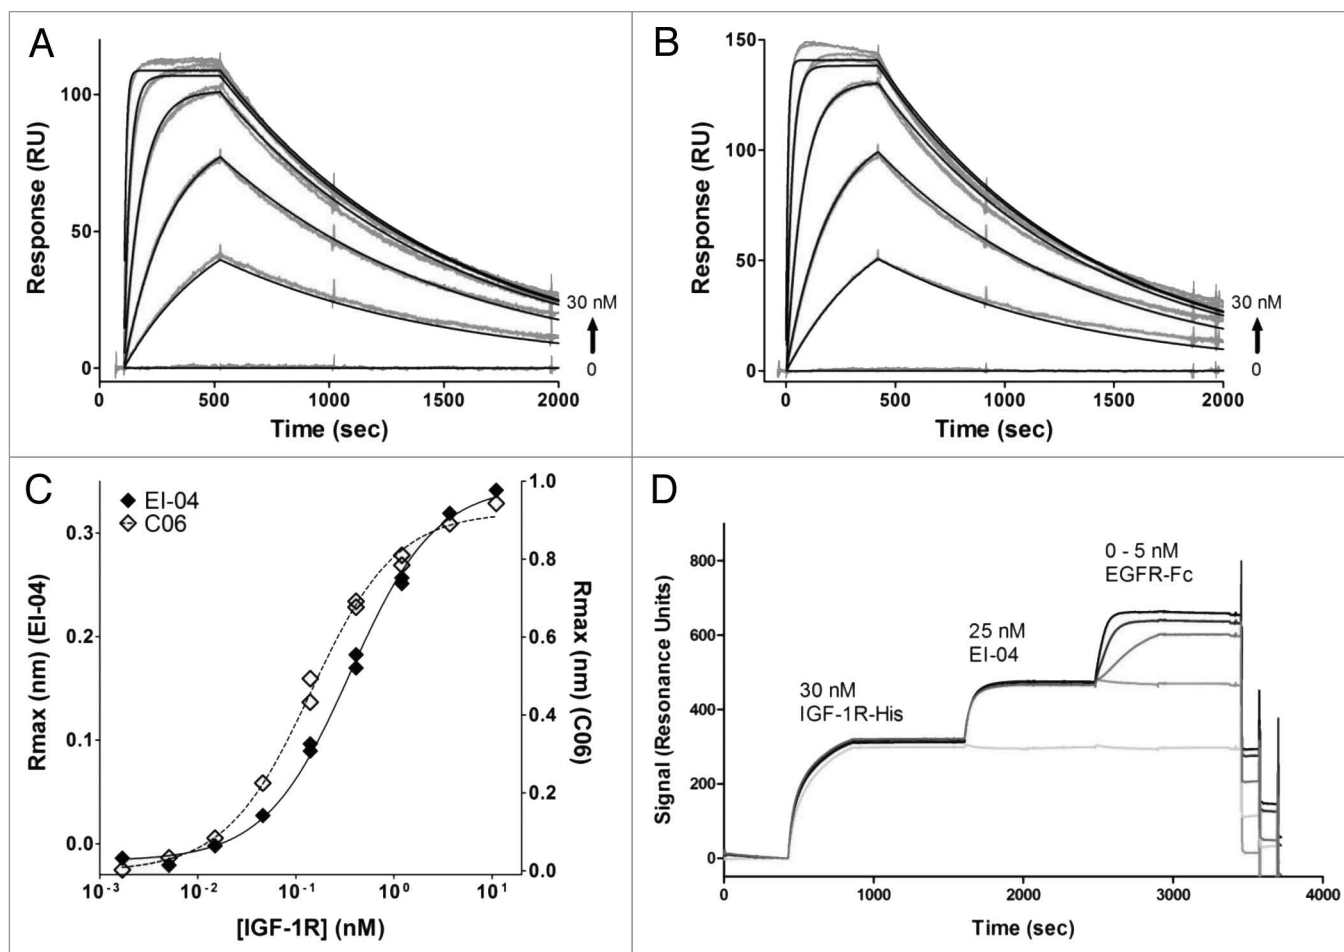 A
100
50
0
Response (RU)
0
500
1000
1500
2000
Time (sec)
30 nM
0
B
150
100
50
0
Response (RU)
0
500
1000
1500
2000
Time (sec)
30 nM
0
C
EI-04
C06
0.3
0.2
0.1
0.0
Rmax (nm) (EI-04)
1.0
0.8
0.6
0.4
0.2
0.0
Rmax (nm) (C06)
10⁻³
10⁻²
10⁻¹
10⁰
10¹
[IGF-1R] (nM)
D
800
600
400
200
0
Signal (Resonance Units)
30 nM
IGF-1R-His
25 nM
EI-04
0 - 5 nM
EGFR-Fc
0
1000
2000
3000
4000
Time (sec)